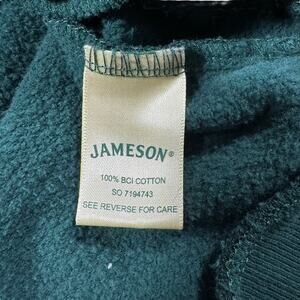 JAMESON®
100% BCI COTTON
SO 7194743
SEE REVERSE FOR CARE